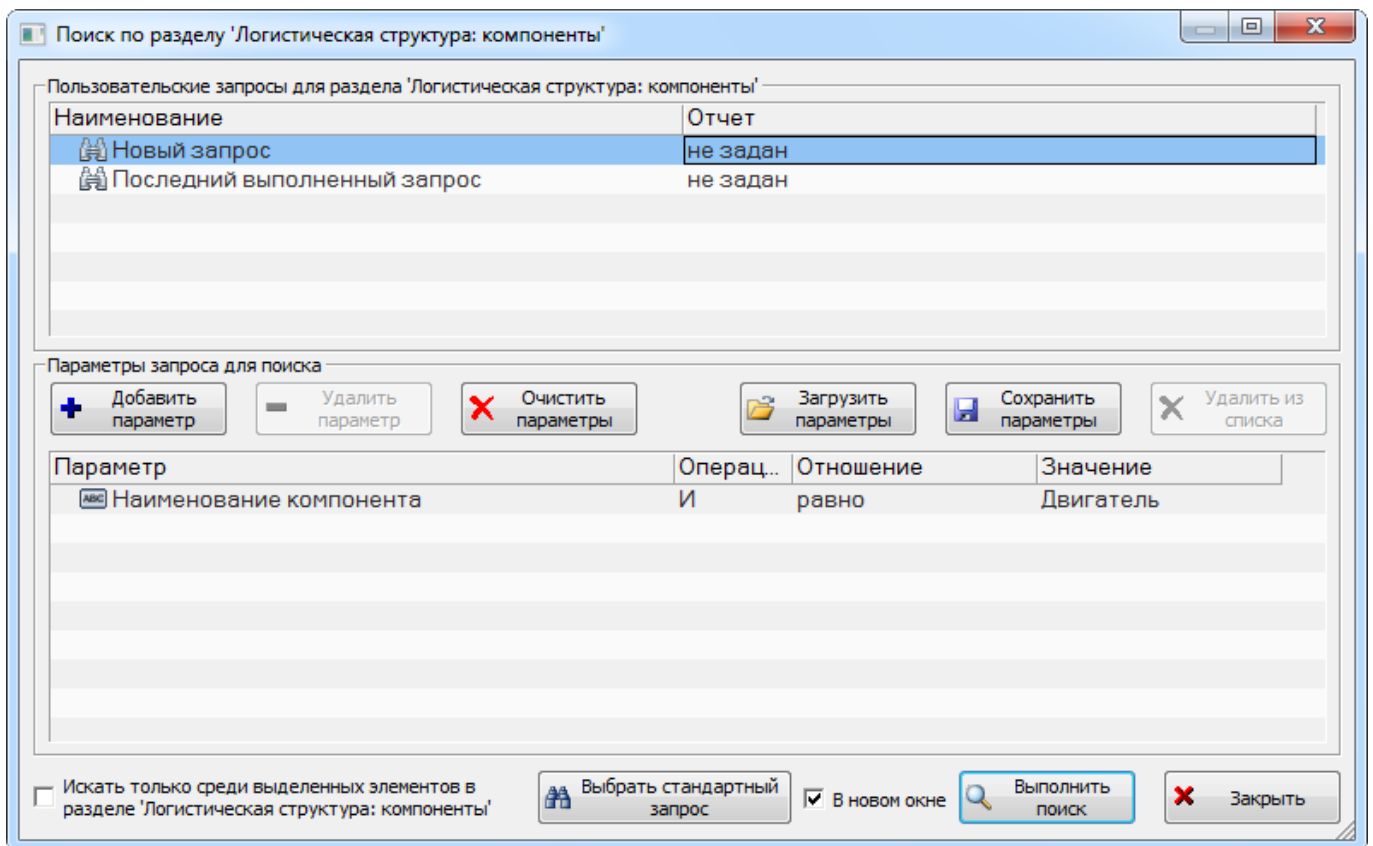 Поиск по разделу 'Логистическая структура: компоненты'
Пользовательские запросы для раздела 'Логистическая структура: компоненты'
Наименование Отчет
Новый запрос не задан
Последний выполненный запрос не задан
Параметры запроса для поиска
Добавить параметр
Удалить параметр
Очистить параметры
Загрузить параметры
Сохранить параметры
Удалить из списка
Параметр Операц... Отношение Значение
ABC Наименование компонента И равно Двигатель
Искать только среди выделенных элементов в
разделе 'Логистическая структура: компоненты'
Выбрать стандартный
запрос
В новом окне
Выполнить
поиск
Закрыть